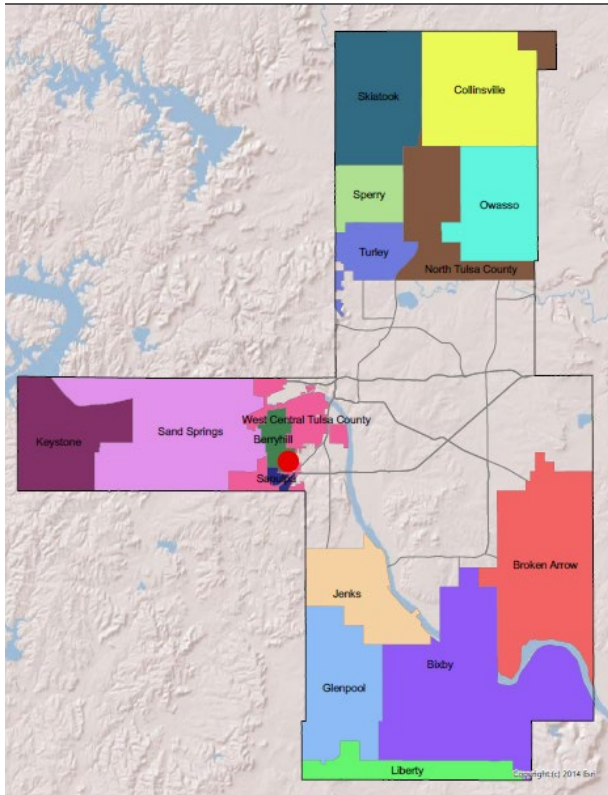 Skiatook
Collinsville
Sperry
Owasso
Turley
North Tulsa County
West Central Tulsa County
Keystone
Sand Springs
Berryhill
Sapulpa
Broken Arrow
Jenks
Bixby
Glenpool
Liberty
Copyright:(c) 2014 Esri